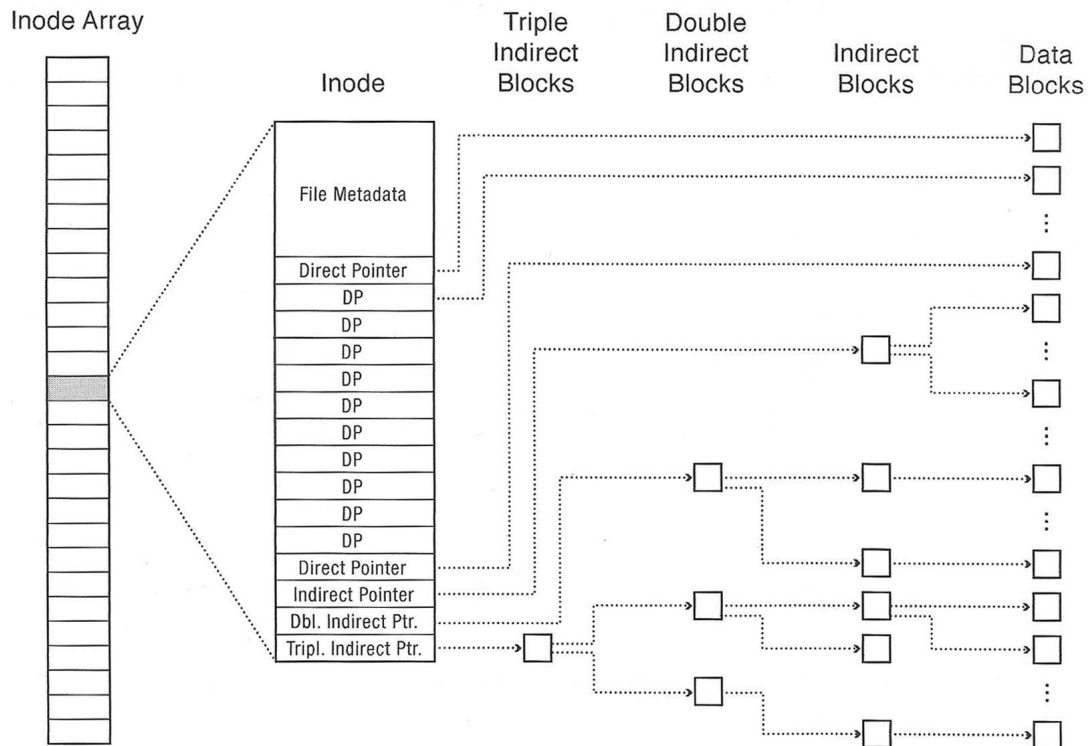 Inode Array
Inode
Triple
Indirect
Blocks
Double
Indirect
Blocks
Indirect
Blocks
Data
Blocks
File Metadata
Direct Pointer
DP
DP
DP
DP
DP
DP
DP
DP
DP
DP
Direct Pointer
Indirect Pointer
Dbl. Indirect Ptr.
Tripl. Indirect Ptr.